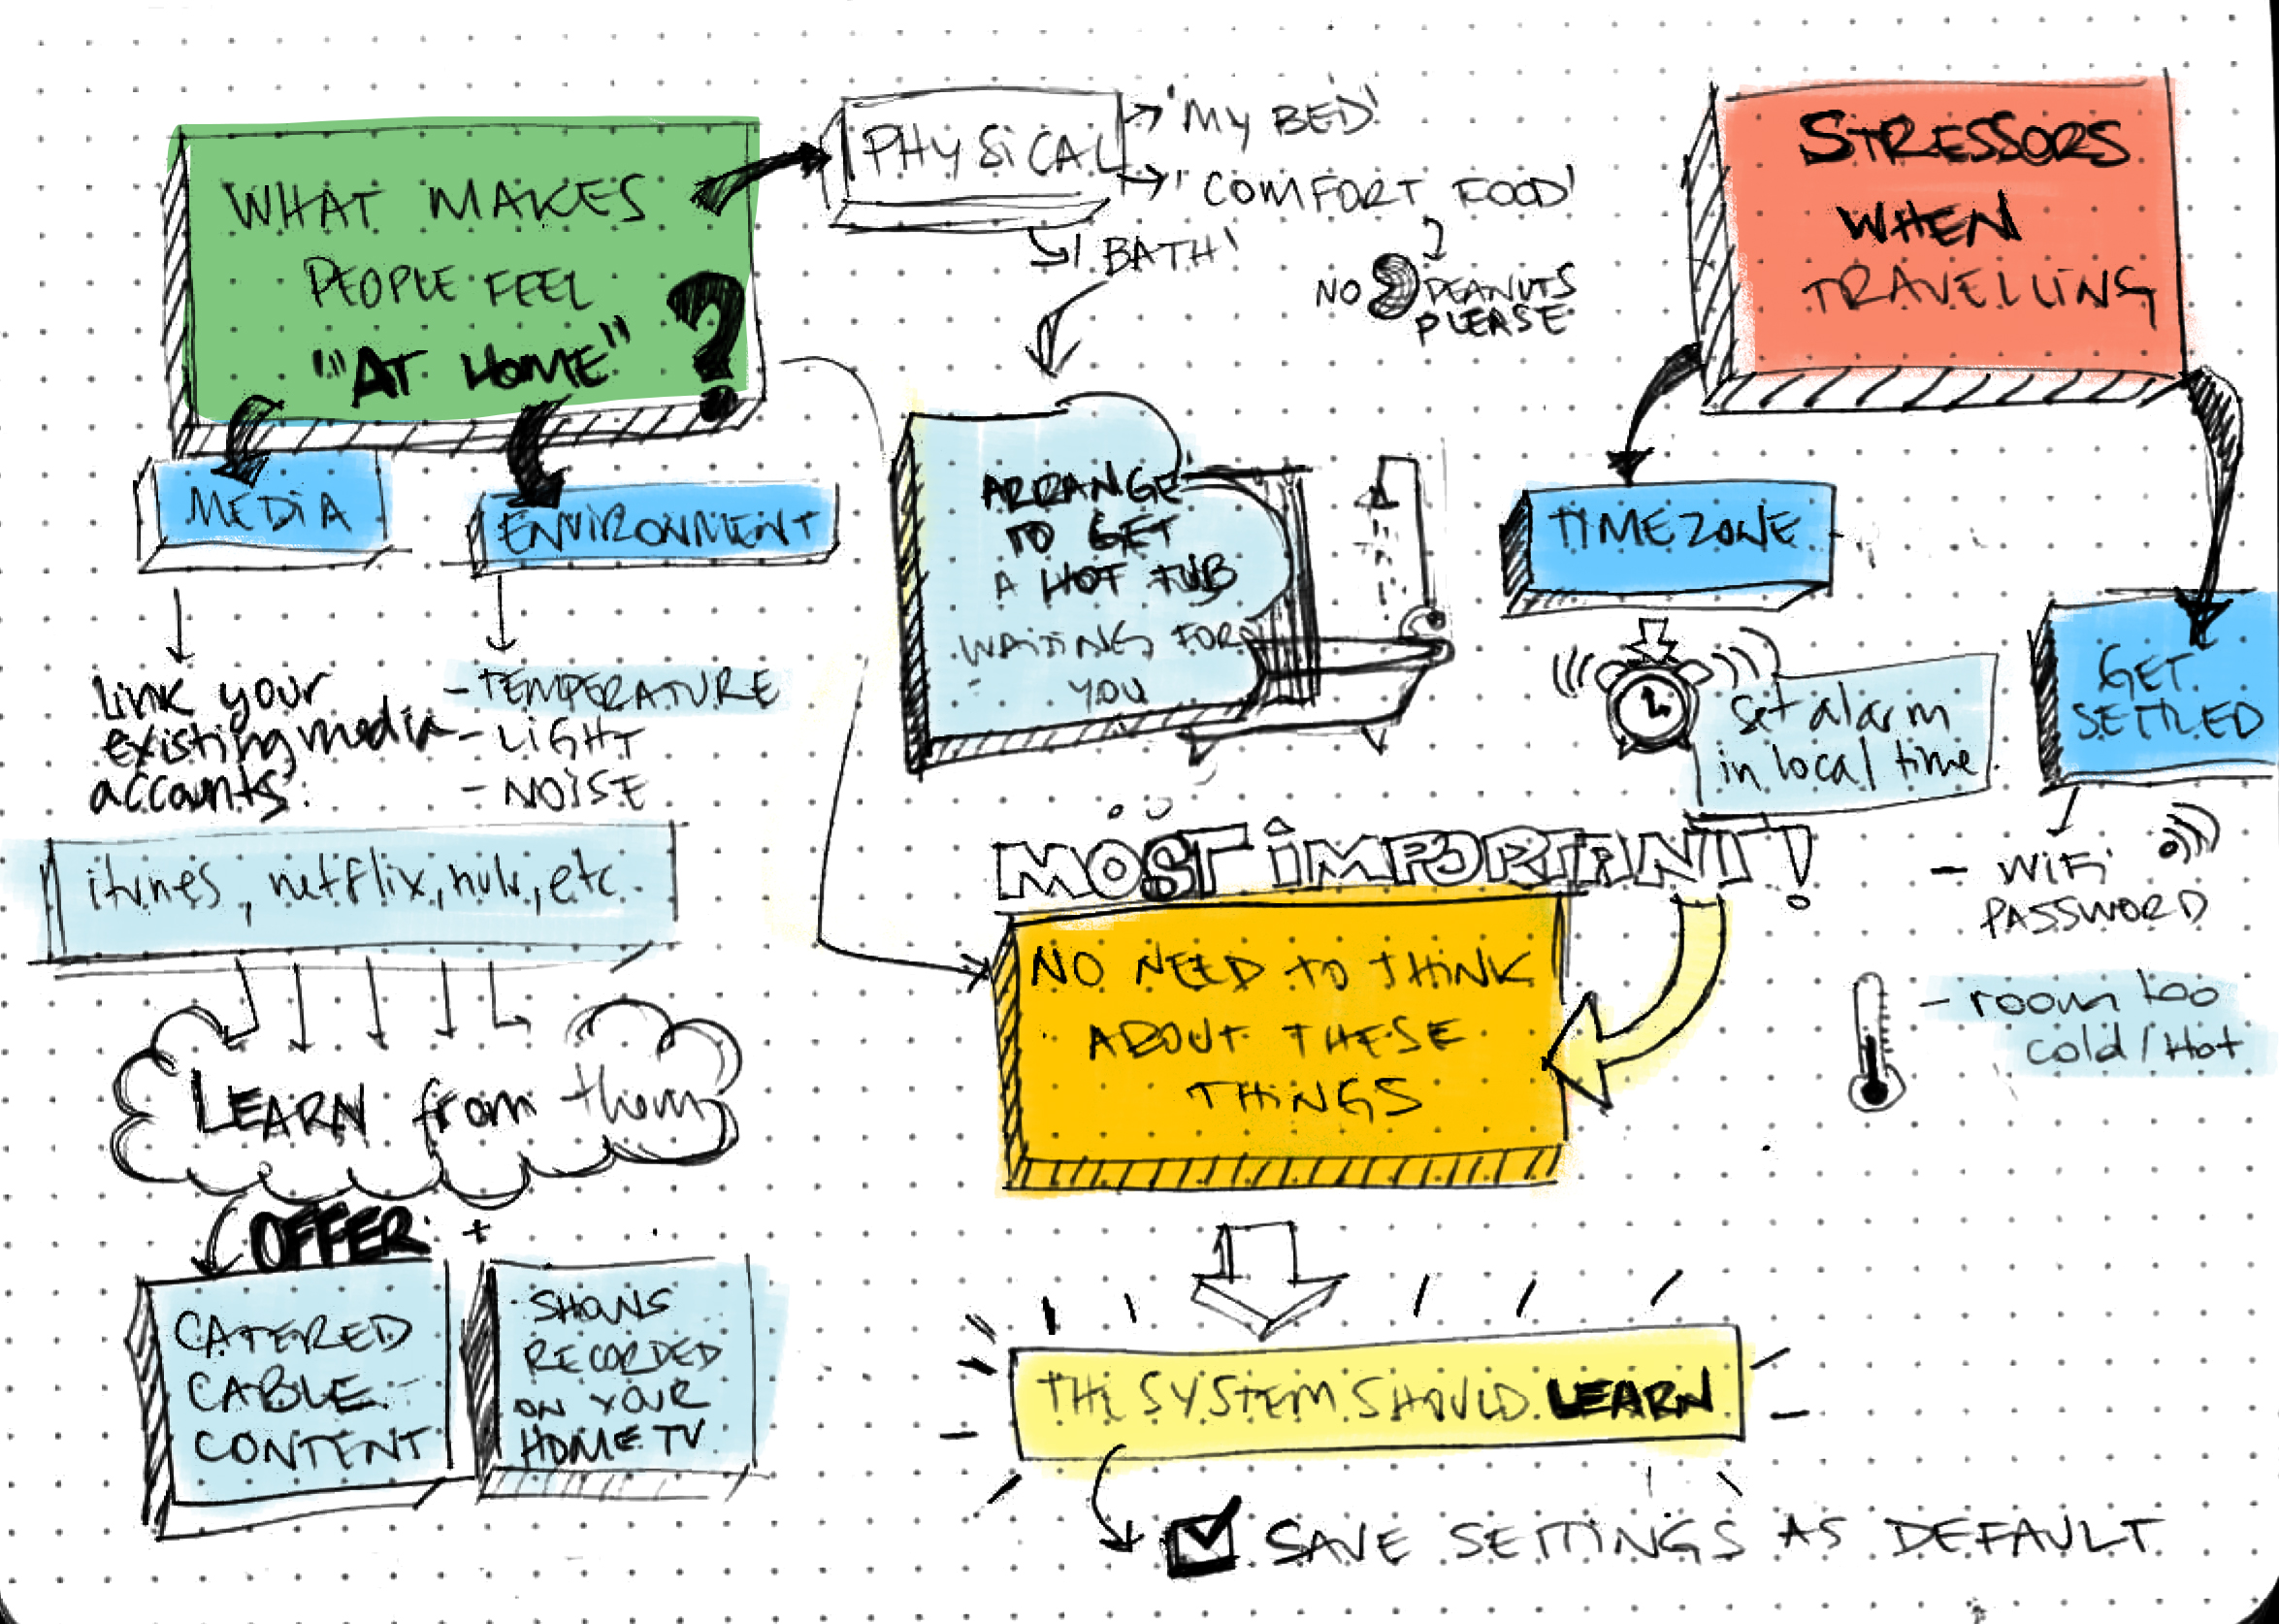 WHAT MAKES
PEOPLE FEEL
"AT HOME" ?
PHYSICAL
'MY BED'
'COMFORT FOOD'
'BATH'
NO PEANUTS
PLEASE
STRESSORS
WHEN
TRAVELLING
MEDIA
ENVIRONMENT
Link your
existing media
accounts.
- TEMPERATURE
- LIGHT
- NOISE
itunes, netflix, hulu, etc.
LEARN from them
OFFER: +
CATERED
CABLE
CONTENT
SHOWS
RECORDED
ON YOUR
HOME TV
ARRANGE
TO GET
A HOT TUB
WAITING FOR
YOU
MOST IMPORTANT!
NO NEED TO THINK
ABOUT THESE
THINGS
THE SYSTEM SHOULD LEARN
SAVE SETTINGS AS DEFAULT
TIMEZONE
set alarm
in local time
GET
SETTLED
- WIFI
PASSWORD
- room too
cold/Hot